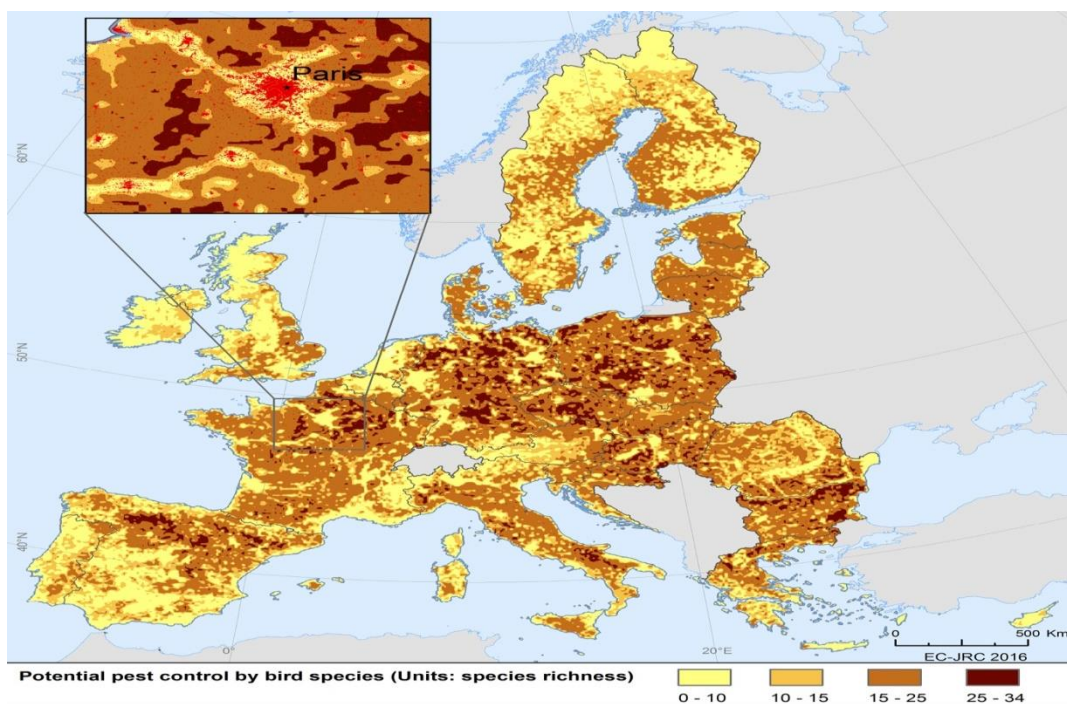 Paris
60°N
50°N
40°N
0°
20°E
0 500 Km
EC-JRC 2016
Potential pest control by bird species (Units: species richness)
0 - 10 10 - 15 15 - 25 25 - 34